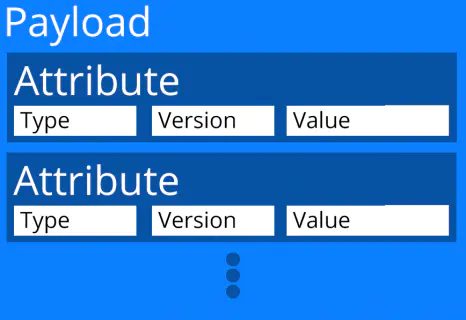 Payload
Attribute
Type Version Value
Attribute
Type Version Value